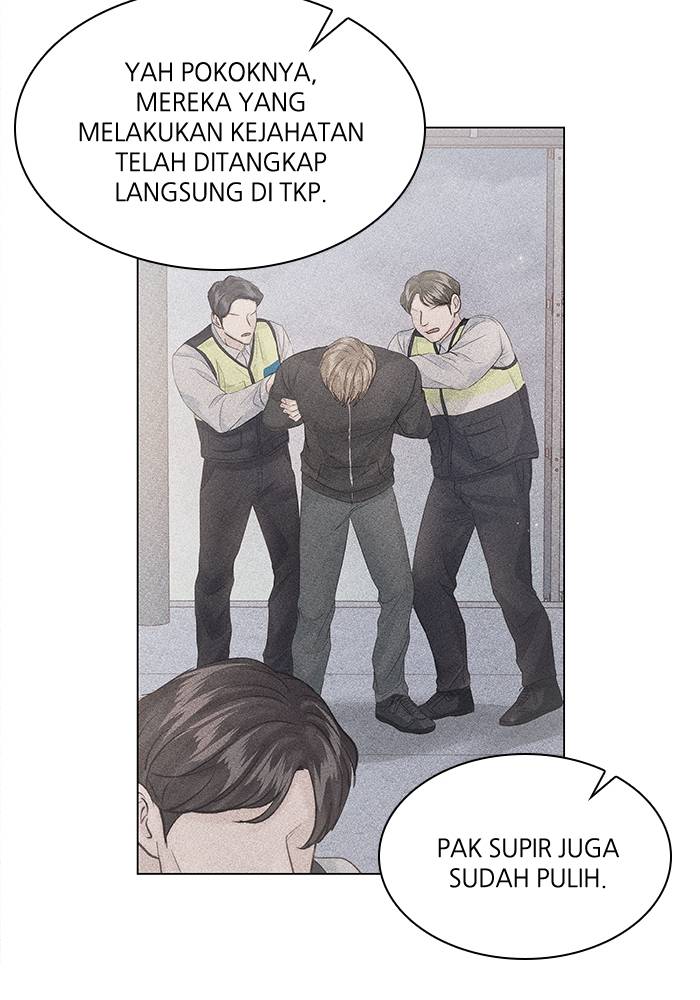 YAH POKOKNYA,
MEREKA YANG
MELAKUKAN KEJAHATAN
TELAH DITANGKAP
LANGSUNG DI TKP.
PAK SUPIR JUGA
SUDAH PULIH.